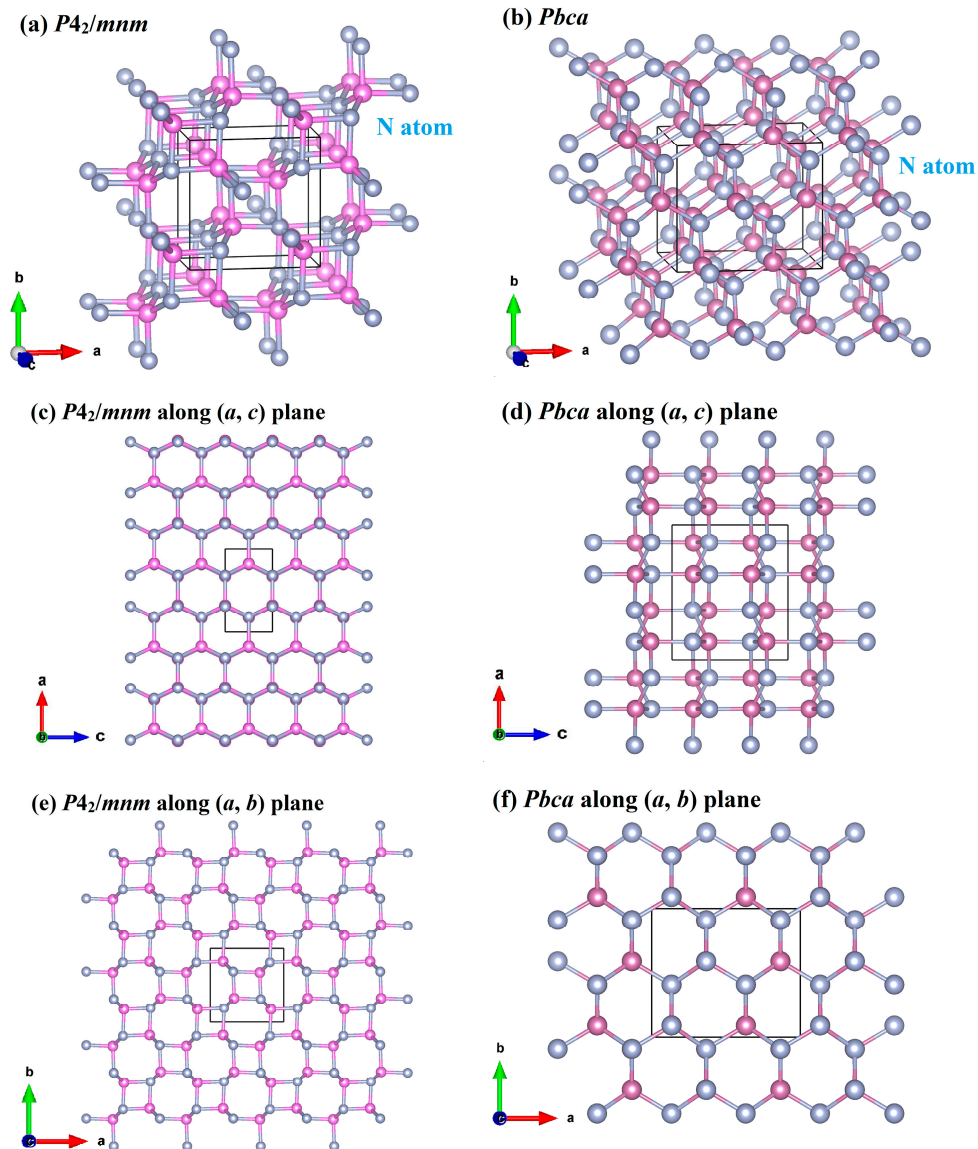 (a) P4₂/mnm
(b) Pbca
N atom
N atom
b
a
c
b
a
c
(c) P4₂/mnm along (a, c) plane
(d) Pbca along (a, c) plane
a
b
c
a
b
c
(e) P4₂/mnm along (a, b) plane
(f) Pbca along (a, b) plane
b
c
a
b
c
a